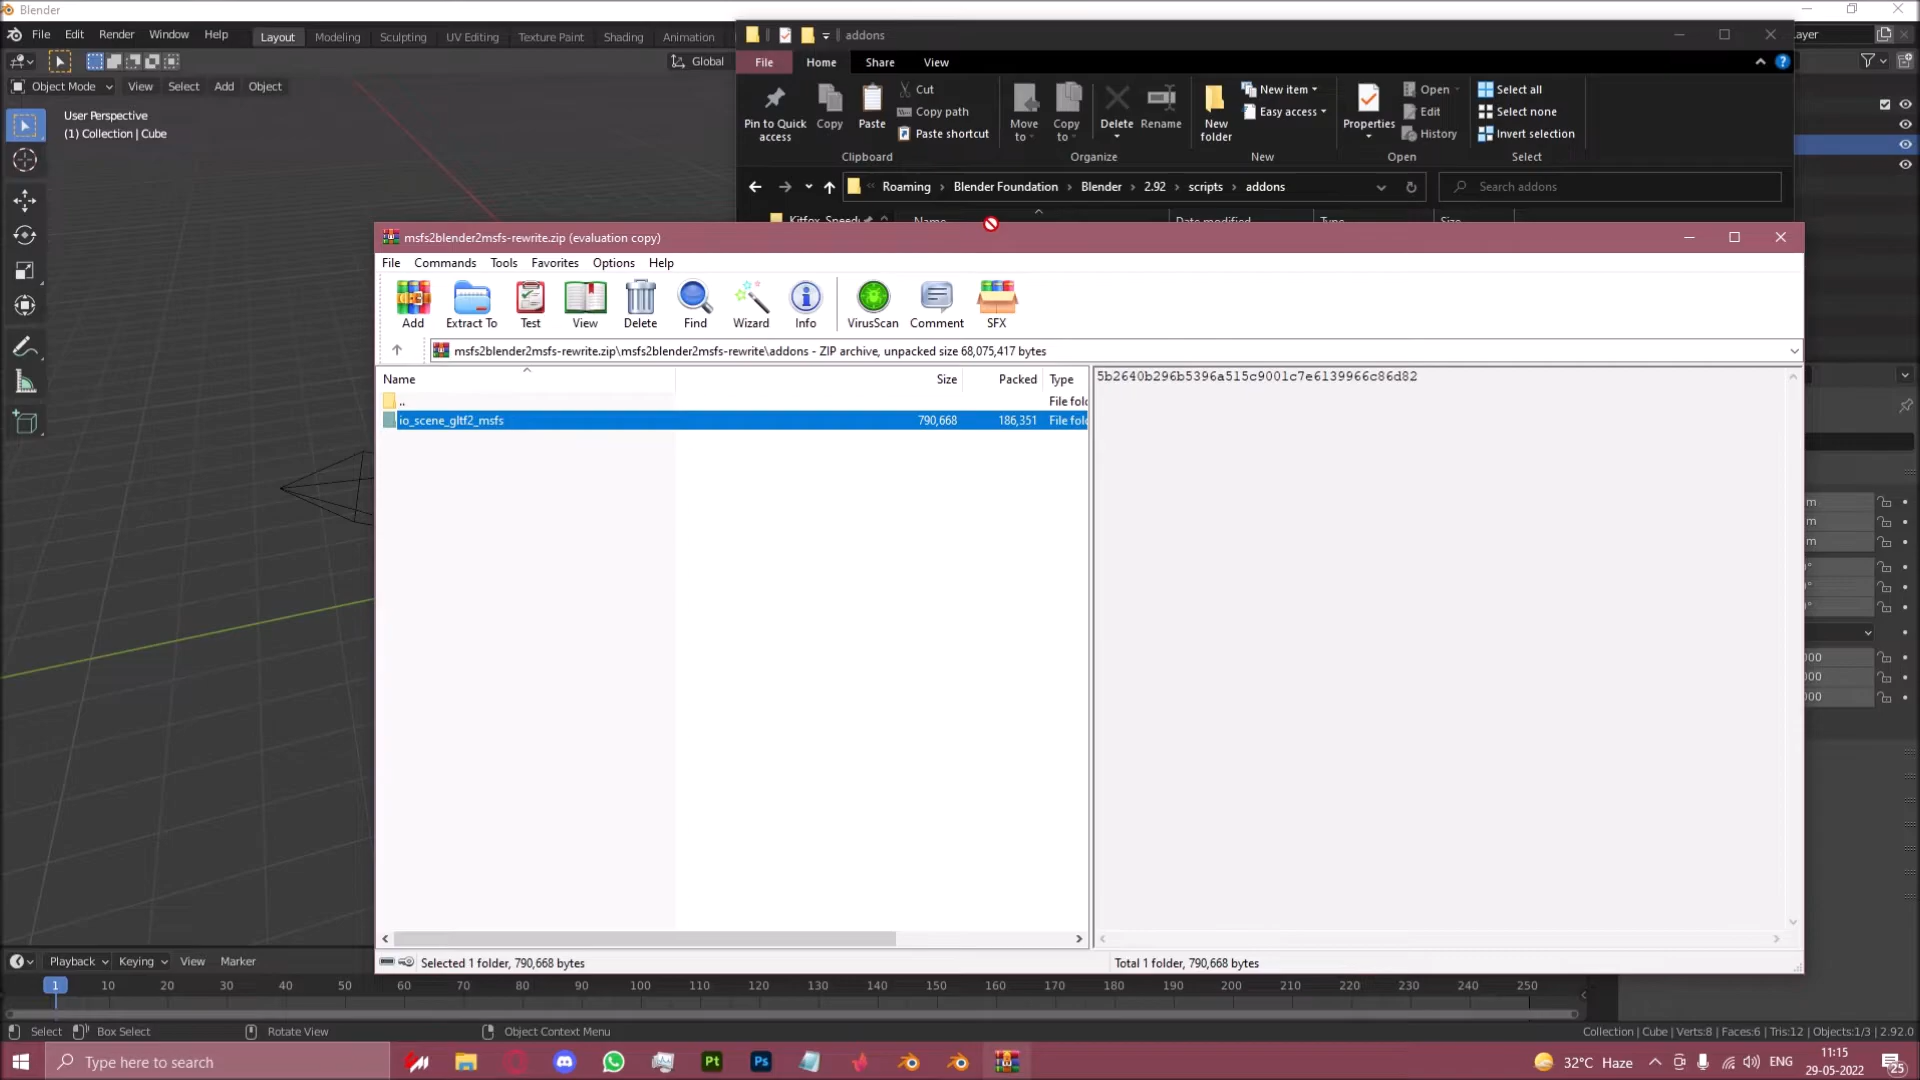 Blender
File Edit Render Window Help Layout Modeling Sculpting UV Editing Texture Paint Shading Animation
Object Mode View Select Add Object Global
User Perspective
(1) Collection | Cube
addons
File Home Share View
Pin to Quick access
Copy
Paste
Cut
Copy path
Paste shortcut
Clipboard
Move to
Copy to
Delete
Rename
Organize
New folder
New item
Easy access
New
Properties
Open
Edit
History
Open
Select all
Select none
Invert selection
Select
Roaming › Blender Foundation › Blender › 2.92 › scripts › addons
Search addons
msfs2blender2msfs-rewrite.zip (evaluation copy)
File Commands Tools Favorites Options Help
Add Extract To Test View Delete Find Wizard Info VirusScan Comment SFX
msfs2blender2msfs-rewrite.zip\msfs2blender2msfs-rewrite\addons - ZIP archive, unpacked size 68,075,417 bytes
Name Size Packed Type
5b2640b296b5396a515c9001c7e6139966c86d82
.. File fol
io_scene_gltf2_msfs 790,668 186,351 File fol
Selected 1 folder, 790,668 bytes
Total 1 folder, 790,668 bytes
Playback Keying View Marker
1 10 20 30 40 50 60 70 80 90 100 110 120 130 140 150 160 170 180 190 200 210 220 230 240 250
Select Box Select Rotate View Object Context Menu
Collection | Cube | Verts:8 | Faces:6 | Tris:12 | Objects:1/3 | 2.92.0
Type here to search
Pt
Ps
32°C Haze
ENG
11:15
29-05-2022
25